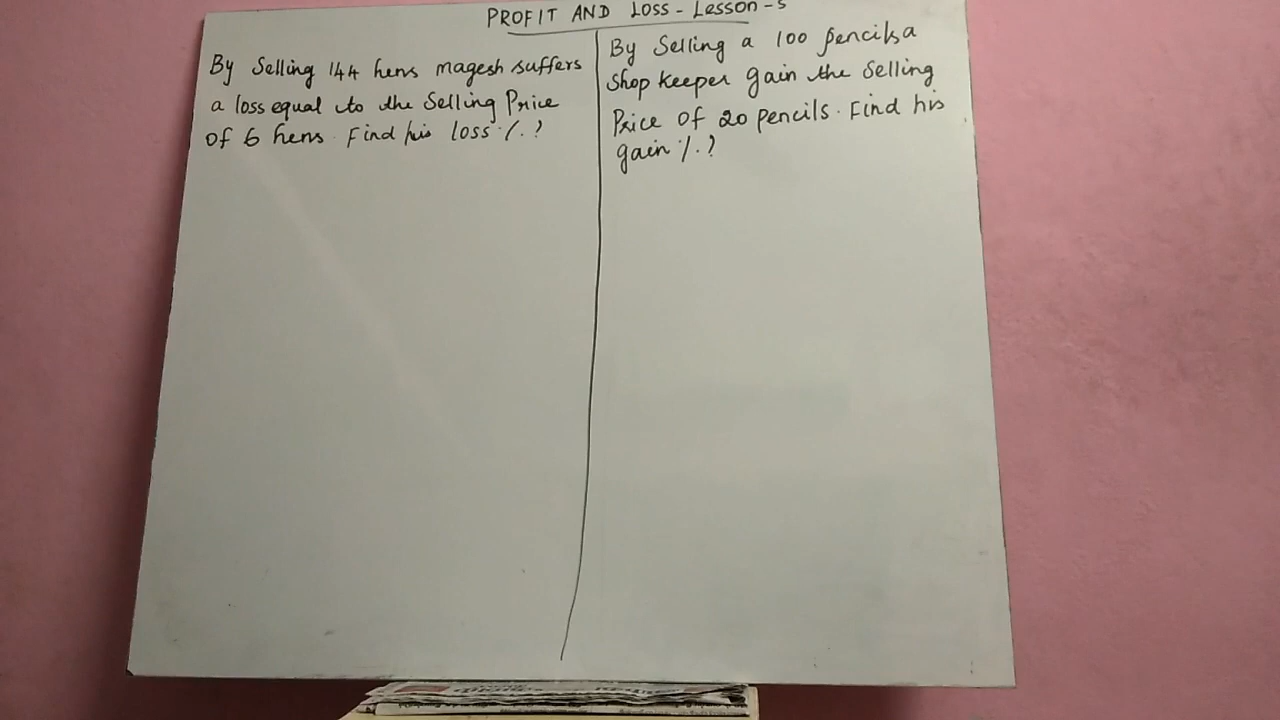 PROFIT AND LOSS - Lesson - 5
By Selling 144 hens magesh suffers
a loss equal to the Selling Price
of 6 hens. Find his loss %.?
By Selling a 100 pencils a
Shop keeper gain the Selling
Price of 20 pencils. Find his
gain %.?